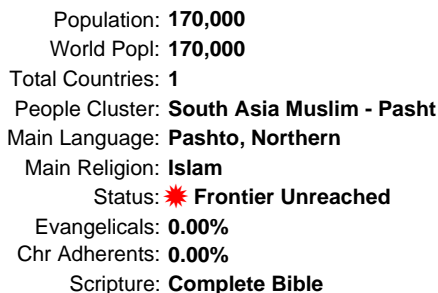 Population: 170,000
World Popl: 170,000
Total Countries: 1
People Cluster: South Asia Muslim - Pasht
Main Language: Pashto, Northern
Main Religion: Islam
Status: Frontier Unreached
Evangelicals: 0.00%
Chr Adherents: 0.00%
Scripture: Complete Bible